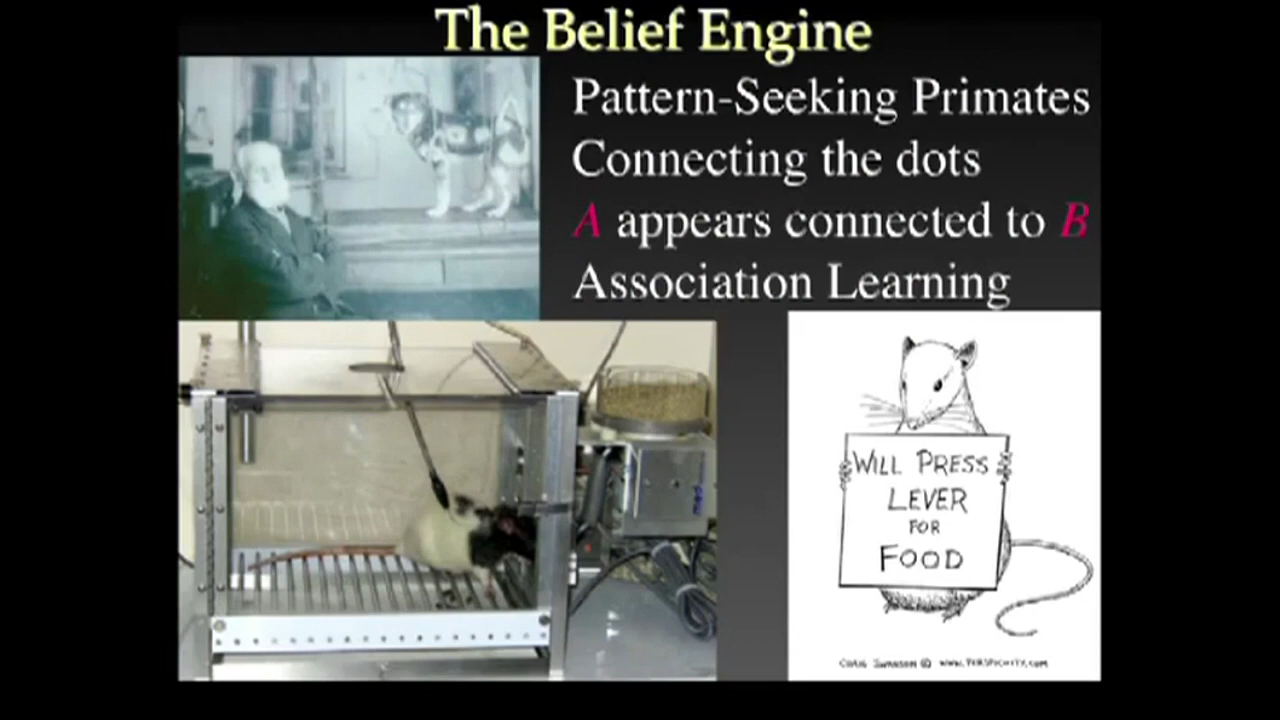 The Belief Engine
Pattern-Seeking Primates
Connecting the dots
A appears connected to B
Association Learning
WILL PRESS
LEVER
FOR
FOOD